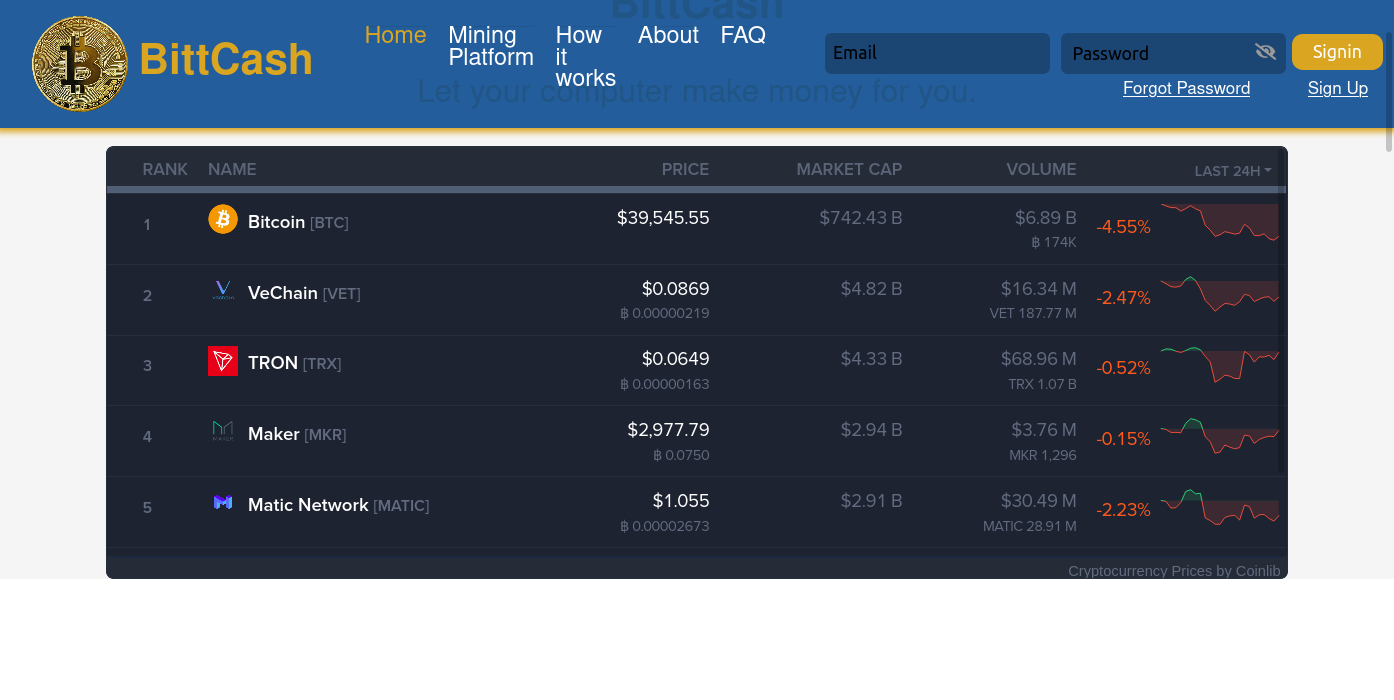 BittCash
BittCash
Home
Mining Platform
How it works
About
FAQ
Email
Password
Signin
Let your computer make money for you.
Forgot Password
Sign Up
RANK NAME PRICE MARKET CAP VOLUME LAST 24H
1 Bitcoin [BTC] $39,545.55 $742.43 B $6.89 B -4.55%
฿ 174K
2 VeChain [VET] $0.0869 $4.82 B $16.34 M -2.47%
฿ 0.00000219 VET 187.77 M
3 TRON [TRX] $0.0649 $4.33 B $68.96 M -0.52%
฿ 0.00000163 TRX 1.07 B
4 Maker [MKR] $2,977.79 $2.94 B $3.76 M -0.15%
฿ 0.0750 MKR 1,296
5 Matic Network [MATIC] $1.055 $2.91 B $30.49 M -2.23%
฿ 0.00002673 MATIC 28.91 M
Cryptocurrency Prices by Coinlib